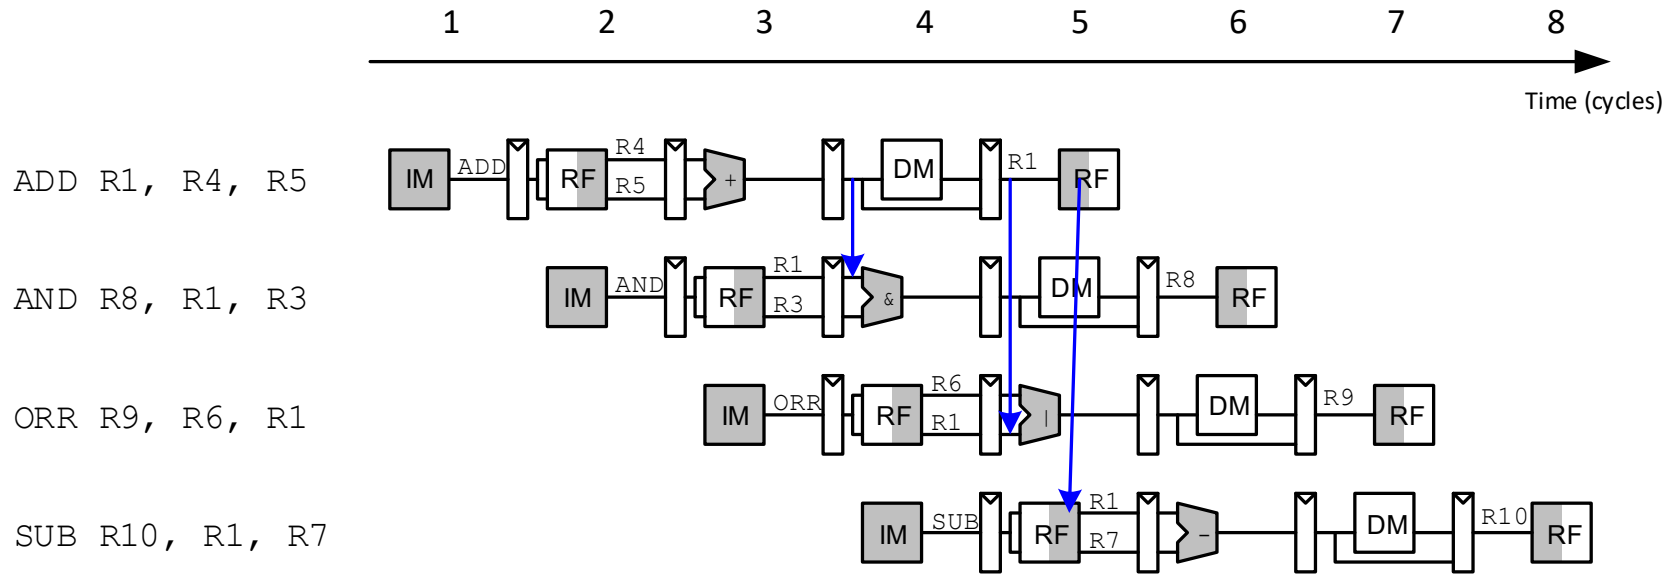 1 2 3 4 5 6 7 8
Time (cycles)
ADD R1, R4, R5 IM ADD RF R4 R5 + DM R1 RF
AND R8, R1, R3 IM AND RF R1 R3 & DM R8 RF
ORR R9, R6, R1 IM ORR RF R6 R1 | DM R9 RF
SUB R10, R1, R7 IM SUB RF R1 R7 - DM R10 RF